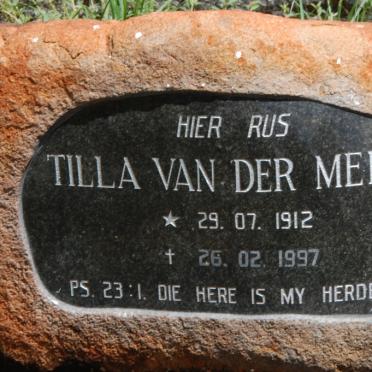 HIER RUS
TILLA VAN DER ME
★ 29. 07. 1912
† 26. 02. 1997
PS. 23:1. DIE HERE IS MY HERD